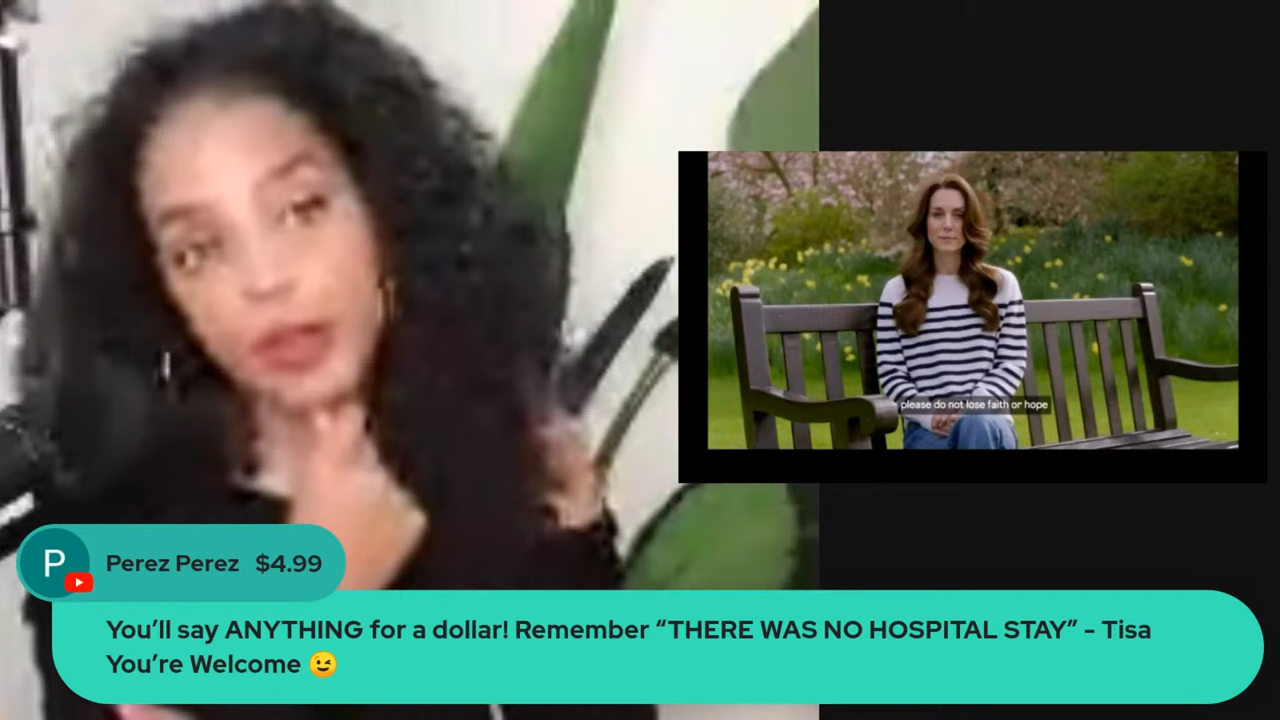 please do not lose faith or hope
P
Perez Perez $4.99
You’ll say ANYTHING for a dollar! Remember “THERE WAS NO HOSPITAL STAY” - Tisa
You’re Welcome 😉